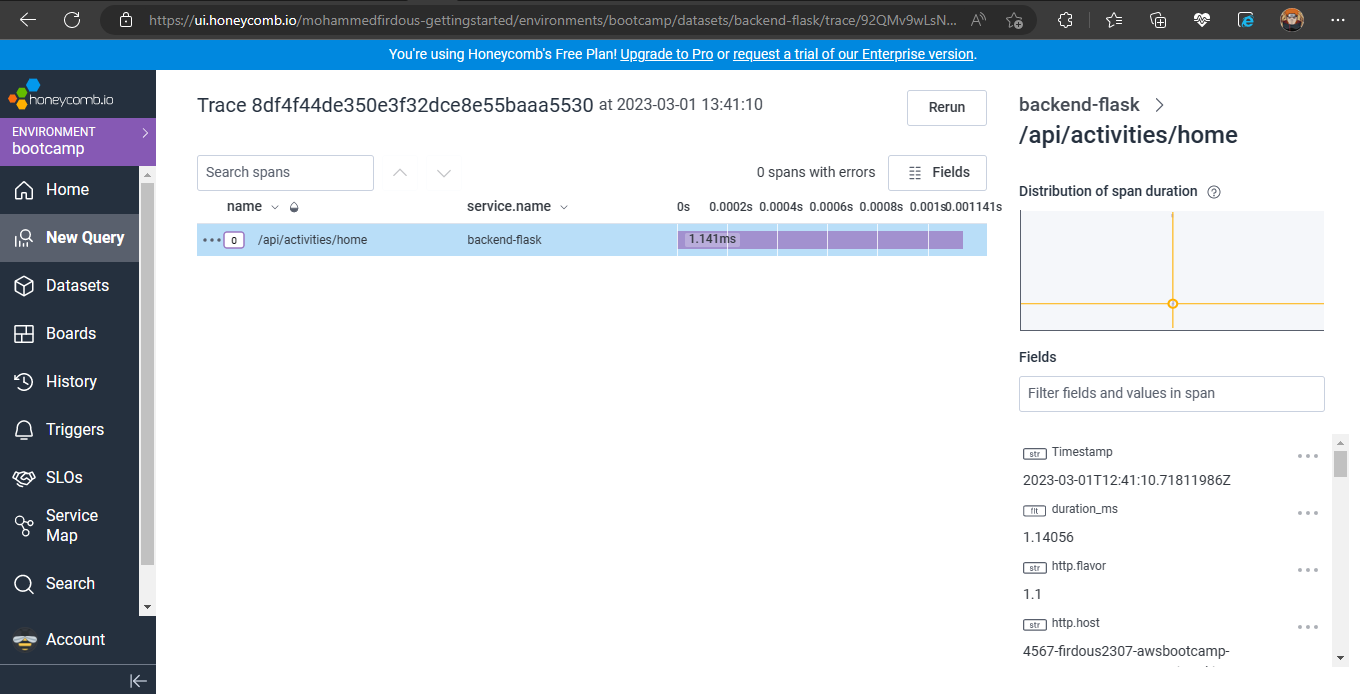 https://ui.honeycomb.io/mohammedfirdous-gettingstarted/environments/bootcamp/datasets/backend-flask/trace/92QMv9wLsN...
You're using Honeycomb's Free Plan! Upgrade to Pro or request a trial of our Enterprise version.
honeycomb.io
ENVIRONMENT
bootcamp
Home
New Query
Datasets
Boards
History
Triggers
SLOs
Service
Map
Search
Account
Trace 8df4f44de350e3f32dce8e55baaa5530 at 2023-03-01 13:41:10
Rerun
Search spans
0 spans with errors
Fields
name
service.name
0s 0.0002s 0.0004s 0.0006s 0.0008s 0.001s0.001141s
0 /api/activities/home backend-flask 1.141ms
backend-flask
/api/activities/home
Distribution of span duration
Fields
Filter fields and values in span
str Timestamp
2023-03-01T12:41:10.71811986Z
flt duration_ms
1.14056
str http.flavor
1.1
str http.host
4567-firdous2307-awsbootcamp-